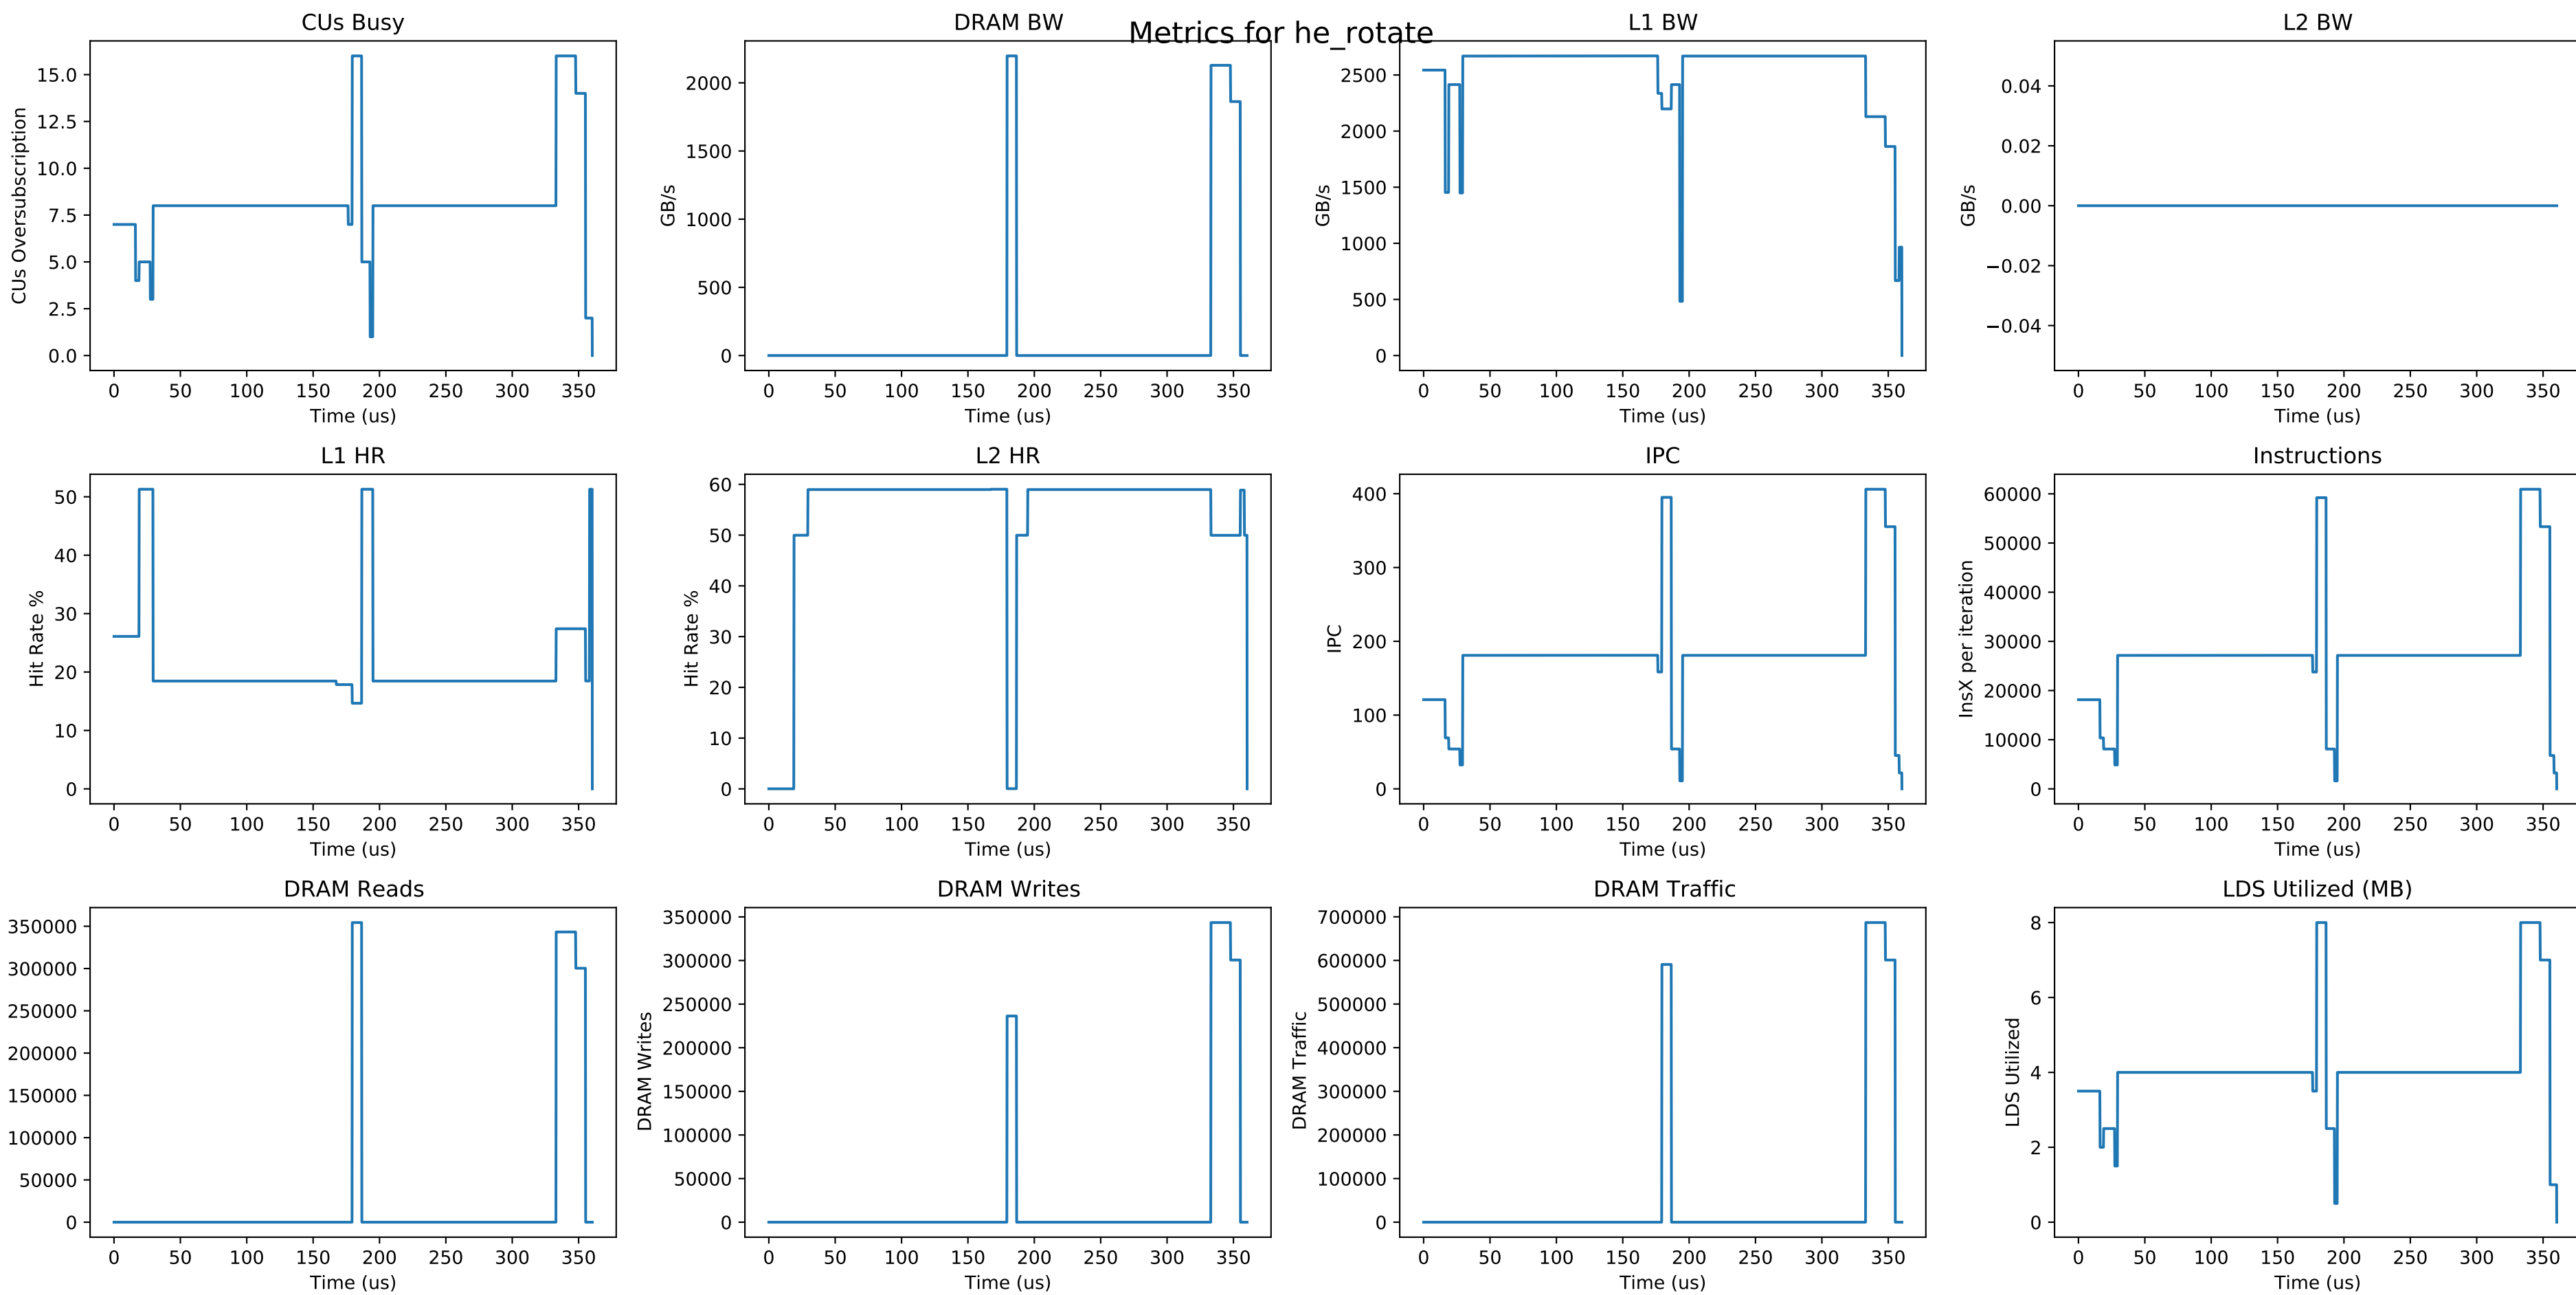 Metrics for he_rotate
CUs Busy
CUs Oversubscription
15.0
12.5
10.0
7.5
5.0
2.5
0.0
0 50 100 150 200 250 300 350
Time (us)
DRAM BW
GB/s
2000
1500
1000
500
0
0 50 100 150 200 250 300 350
Time (us)
L1 BW
GB/s
2500
2000
1500
1000
500
0
0 50 100 150 200 250 300 350
Time (us)
L2 BW
GB/s
0.04
0.02
0.00
−0.02
−0.04
0 50 100 150 200 250 300 350
Time (us)
L1 HR
Hit Rate %
50
40
30
20
10
0
0 50 100 150 200 250 300 350
Time (us)
L2 HR
Hit Rate %
60
50
40
30
20
10
0
0 50 100 150 200 250 300 350
Time (us)
IPC
IPC
400
300
200
100
0
0 50 100 150 200 250 300 350
Time (us)
Instructions
InsX per iteration
60000
50000
40000
30000
20000
10000
0
0 50 100 150 200 250 300 350
Time (us)
DRAM Reads
350000
300000
250000
200000
150000
100000
50000
0
0 50 100 150 200 250 300 350
Time (us)
DRAM Writes
DRAM Writes
350000
300000
250000
200000
150000
100000
50000
0
0 50 100 150 200 250 300 350
Time (us)
DRAM Traffic
DRAM Traffic
700000
600000
500000
400000
300000
200000
100000
0
0 50 100 150 200 250 300 350
Time (us)
LDS Utilized (MB)
LDS Utilized
8
6
4
2
0
0 50 100 150 200 250 300 350
Time (us)